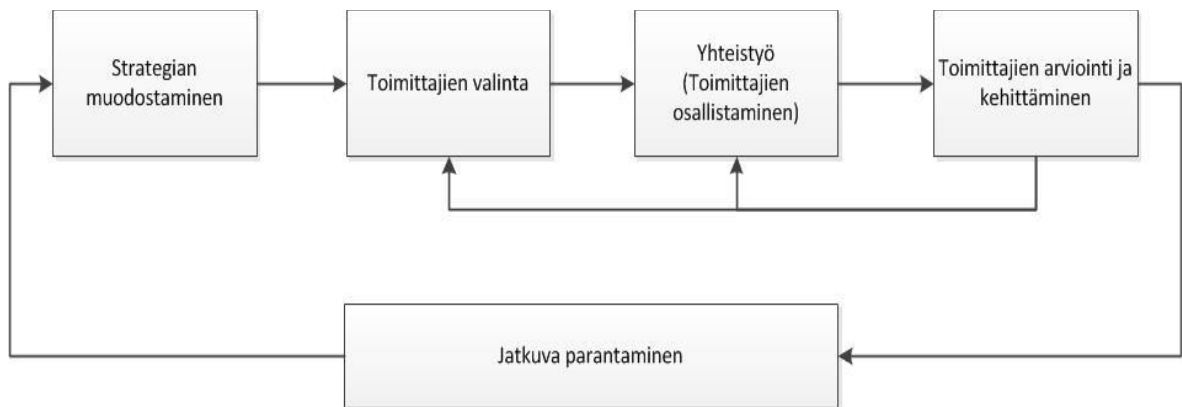 Strategian
muodostaminen
Toimittajien valinta
Yhteistyö
(Toimittajien
osallistaminen)
Toimittajien arviointi ja
kehittäminen
Jatkuva parantaminen